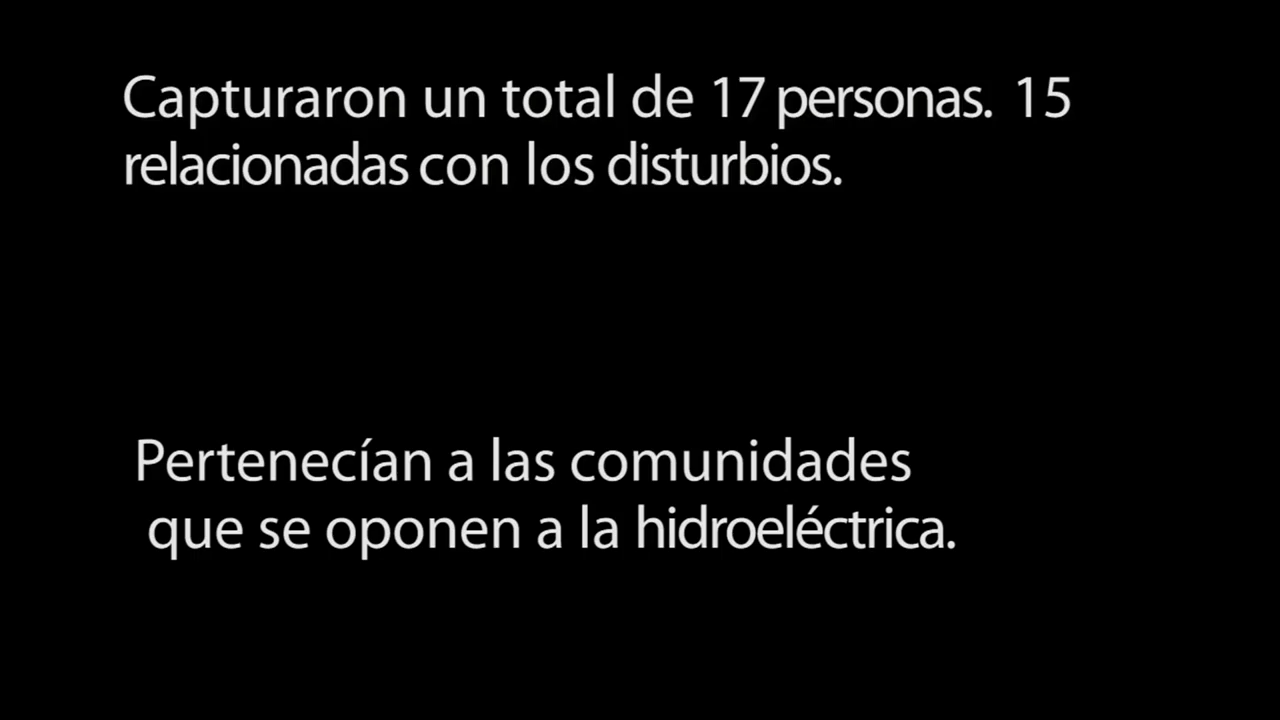 Capturaron un total de 17 personas. 15
relacionadas con los disturbios.
Pertenecían a las comunidades
que se oponen a la hidroeléctrica.